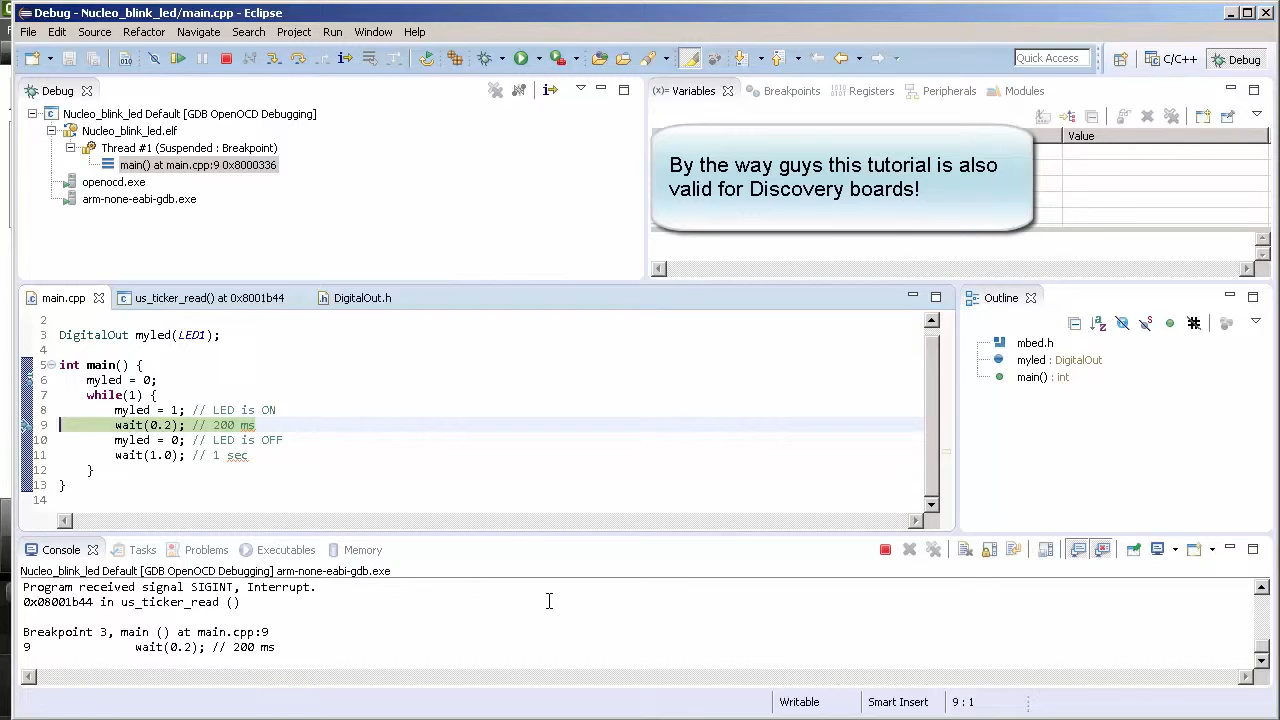 Debug - Nucleo_blink_led/main.cpp - Eclipse
File Edit Source Refactor Navigate Search Project Run Window Help
Quick Access
C/C++
Debug
Debug
Nucleo_blink_led Default [GDB OpenOCD Debugging]
Nucleo_blink_led.elf
Thread #1 (Suspended : Breakpoint)
main() at main.cpp:9 0x8000336
openocd.exe
arm-none-eabi-gdb.exe
(x)= Variables Breakpoints Registers Peripherals Modules
Value
By the way guys this tutorial is also
valid for Discovery boards!
main.cpp us_ticker_read() at 0x8001b44 DigitalOut.h
2
DigitalOut myled(LED1);
4
5 int main() {
6 myled = 0;
7 while(1) {
8 myled = 1; // LED is ON
9 wait(0.2); // 200 ms
10 myled = 0; // LED is OFF
11 wait(1.0); // 1 sec
12 }
13 }
14
Outline
mbed.h
myled : DigitalOut
main() : int
Console Tasks Problems Executables Memory
Nucleo_blink_led Default [GDB OpenOCD Debugging] arm-none-eabi-gdb.exe
Program received signal SIGINT, Interrupt.
0x08001b44 in us_ticker_read ()
Breakpoint 3, main () at main.cpp:9
9 wait(0.2); // 200 ms
Writable Smart Insert 9 : 1